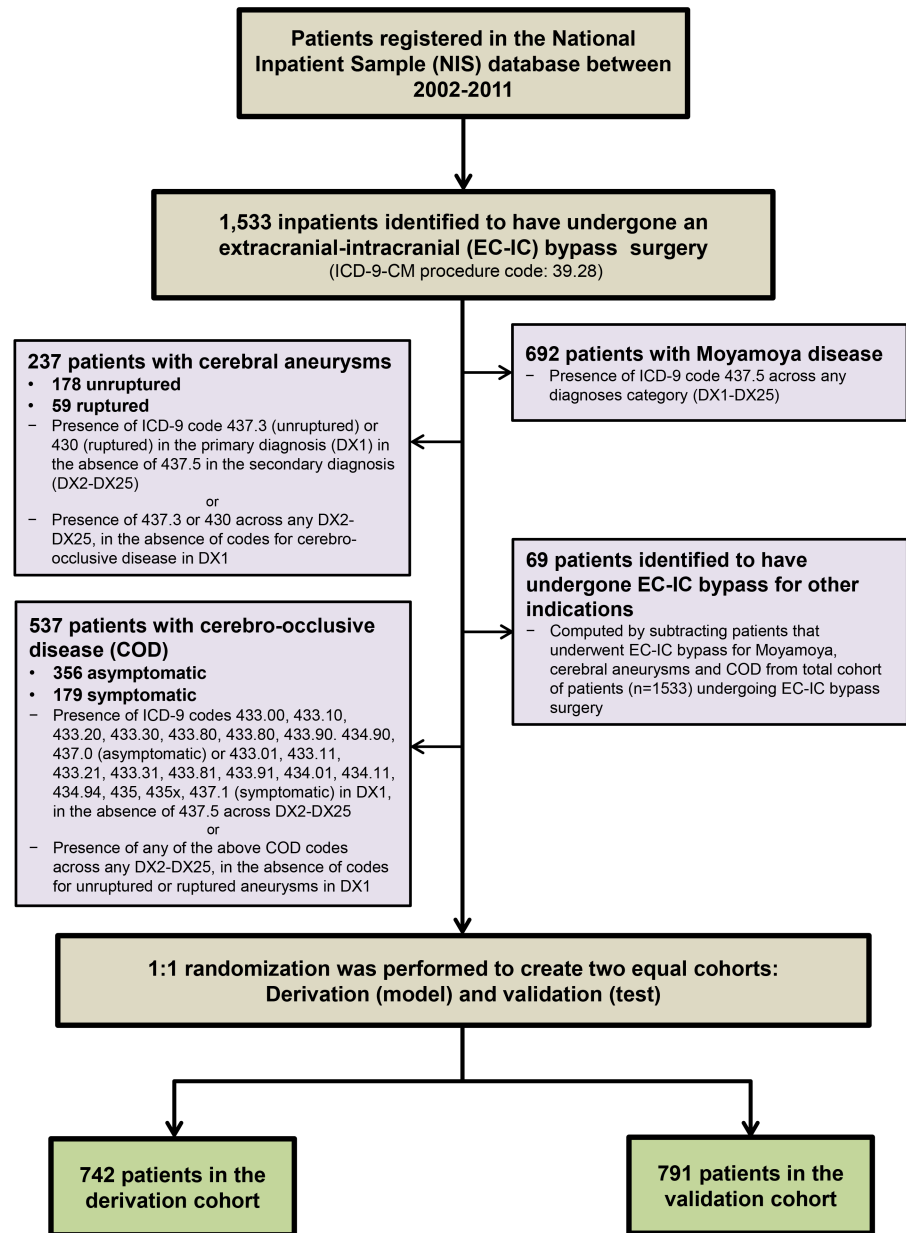 Patients registered in the National
Inpatient Sample (NIS) database between
2002-2011
1,533 inpatients identified to have undergone an
extracranial-intracranial (EC-IC) bypass surgery
(ICD-9-CM procedure code: 39.28)
237 patients with cerebral aneurysms
• 178 unruptured
• 59 ruptured
− Presence of ICD-9 code 437.3 (unruptured) or
430 (ruptured) in the primary diagnosis (DX1) in
the absence of 437.5 in the secondary diagnosis
(DX2-DX25)
or
− Presence of 437.3 or 430 across any DX2-
DX25, in the absence of codes for cerebro-
occlusive disease in DX1
692 patients with Moyamoya disease
− Presence of ICD-9 code 437.5 across any
diagnoses category (DX1-DX25)
69 patients identified to have
undergone EC-IC bypass for other
indications
− Computed by subtracting patients that
underwent EC-IC bypass for Moyamoya,
cerebral aneurysms and COD from total cohort
of patients (n=1533) undergoing EC-IC bypass
surgery
537 patients with cerebro-occlusive
disease (COD)
• 356 asymptomatic
• 179 symptomatic
− Presence of ICD-9 codes 433.00, 433.10,
433.20, 433.30, 433.80, 433.80, 433.90. 434.90,
437.0 (asymptomatic) or 433.01, 433.11,
433.21, 433.31, 433.81, 433.91, 434.01, 434.11,
434.94, 435, 435x, 437.1 (symptomatic) in DX1,
in the absence of 437.5 across DX2-DX25
or
− Presence of any of the above COD codes
across any DX2-DX25, in the absence of codes
for unruptured or ruptured aneurysms in DX1
1:1 randomization was performed to create two equal cohorts:
Derivation (model) and validation (test)
742 patients in the
derivation cohort
791 patients in the
validation cohort